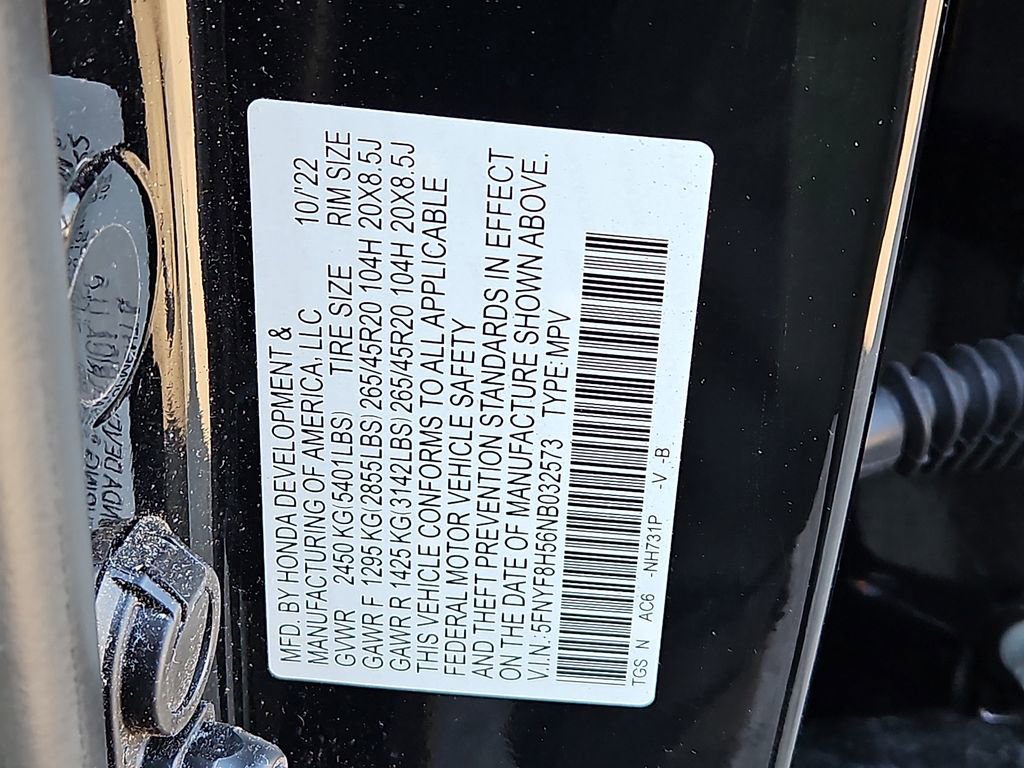 MFD. BY HONDA DEVELOPMENT &
MANUFACTURING OF AMERICA, LLC 10/'22
GVWR 2450 KG(5401LBS) TIRE SIZE RIM SIZE
GAWR F 1295 KG(2855LBS) 265/45R20 104H 20X8.5J
GAWR R 1425 KG(3142LBS) 265/45R20 104H 20X8.5J
THIS VEHICLE CONFORMS TO ALL APPLICABLE
FEDERAL MOTOR VEHICLE SAFETY
AND THEFT PREVENTION STANDARDS IN EFFECT
ON THE DATE OF MANUFACTURE SHOWN ABOVE.
V.I.N.:5FNYF8H56NB032573 TYPE:MPV
TGS N AC6 -NH731P -V -B